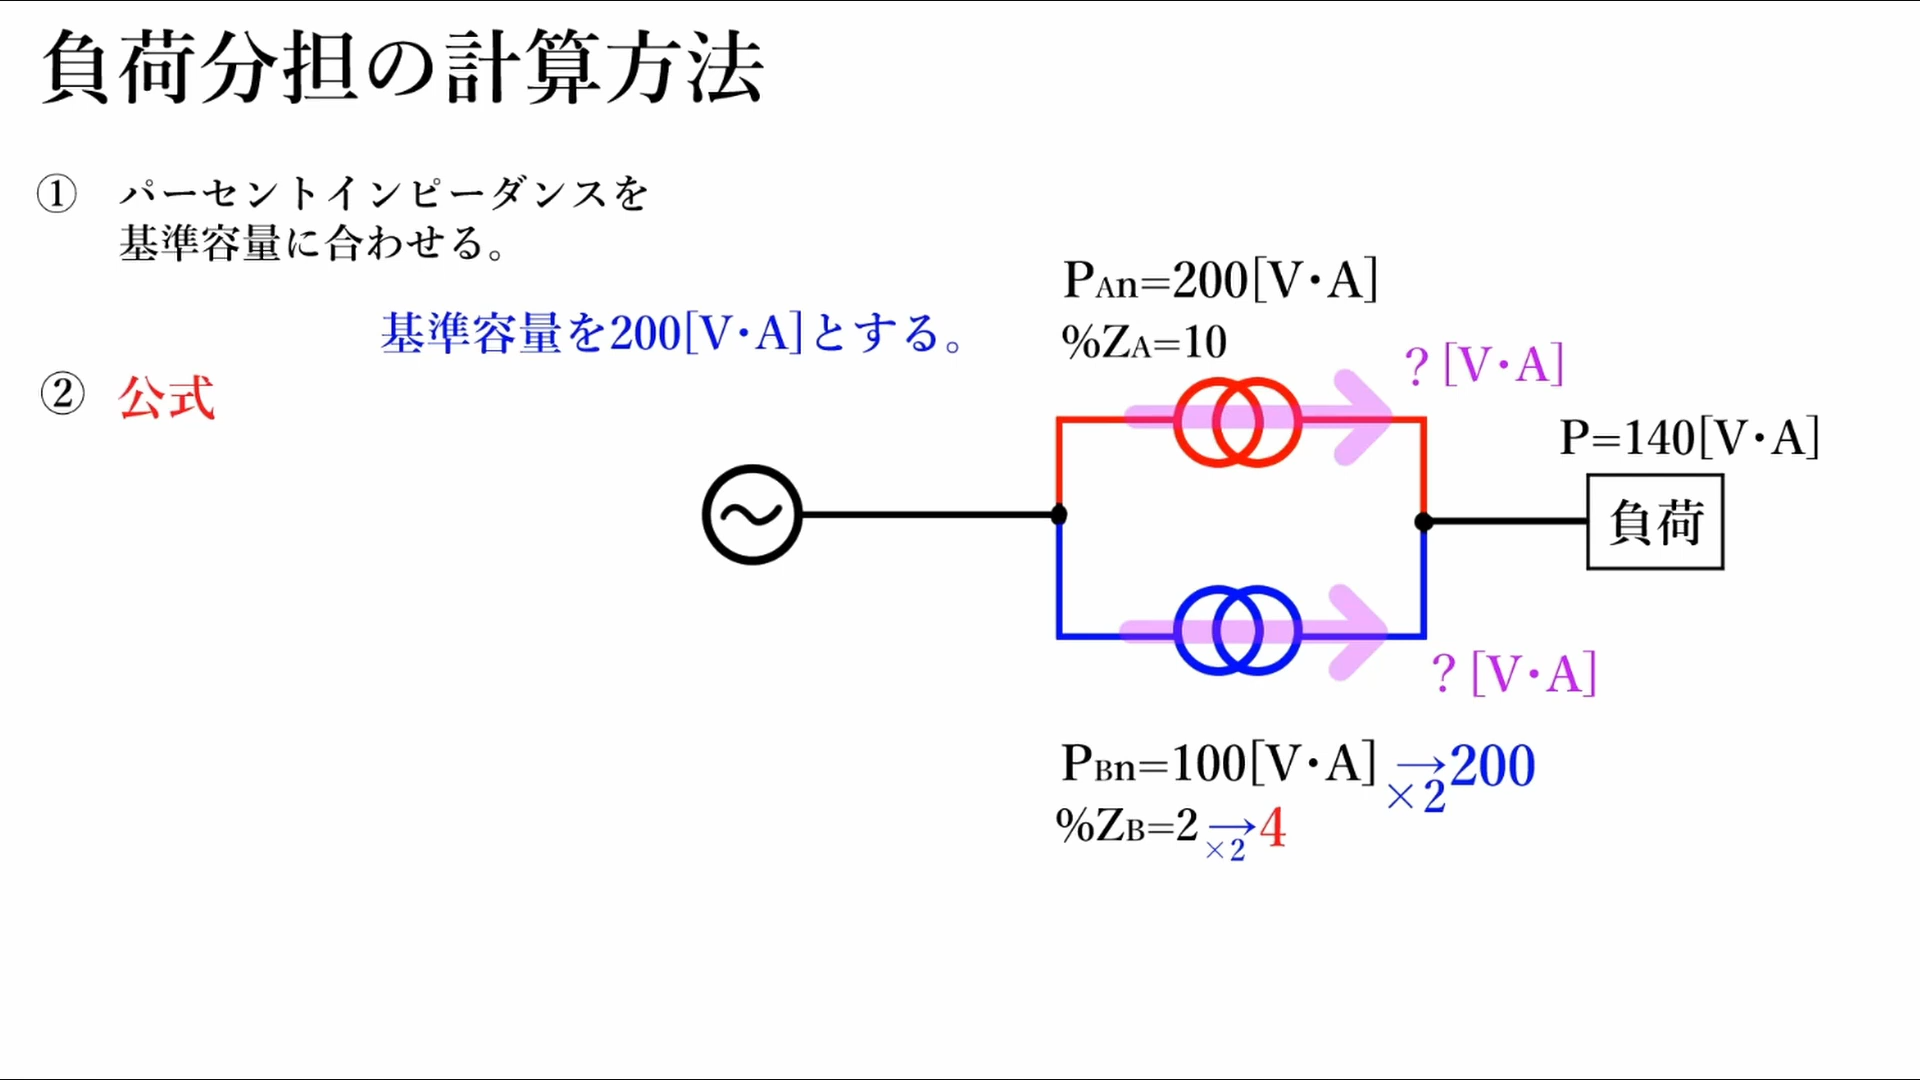 負荷分担の計算方法
① パーセントインピーダンスを
基準容量に合わせる。
基準容量を200[V・A]とする。
② 公式
PAn=200[V・A]
%ZA=10
？[V・A]
P=140[V・A]
負荷
？[V・A]
PBn=100[V・A] →200
×2
%ZB=2 →4
×2